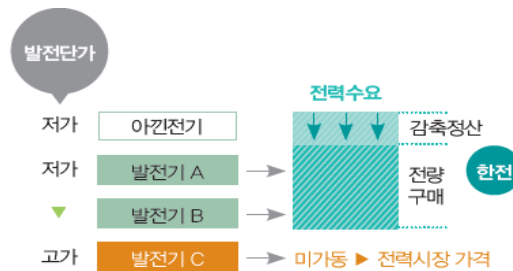 발전단가
전력수요
저가 아낀전기
감축정산
저가 발전기 A
전량
구매
한전
▼ 발전기 B
고가 발전기 C 미가동 ▶ 전력시장 가격